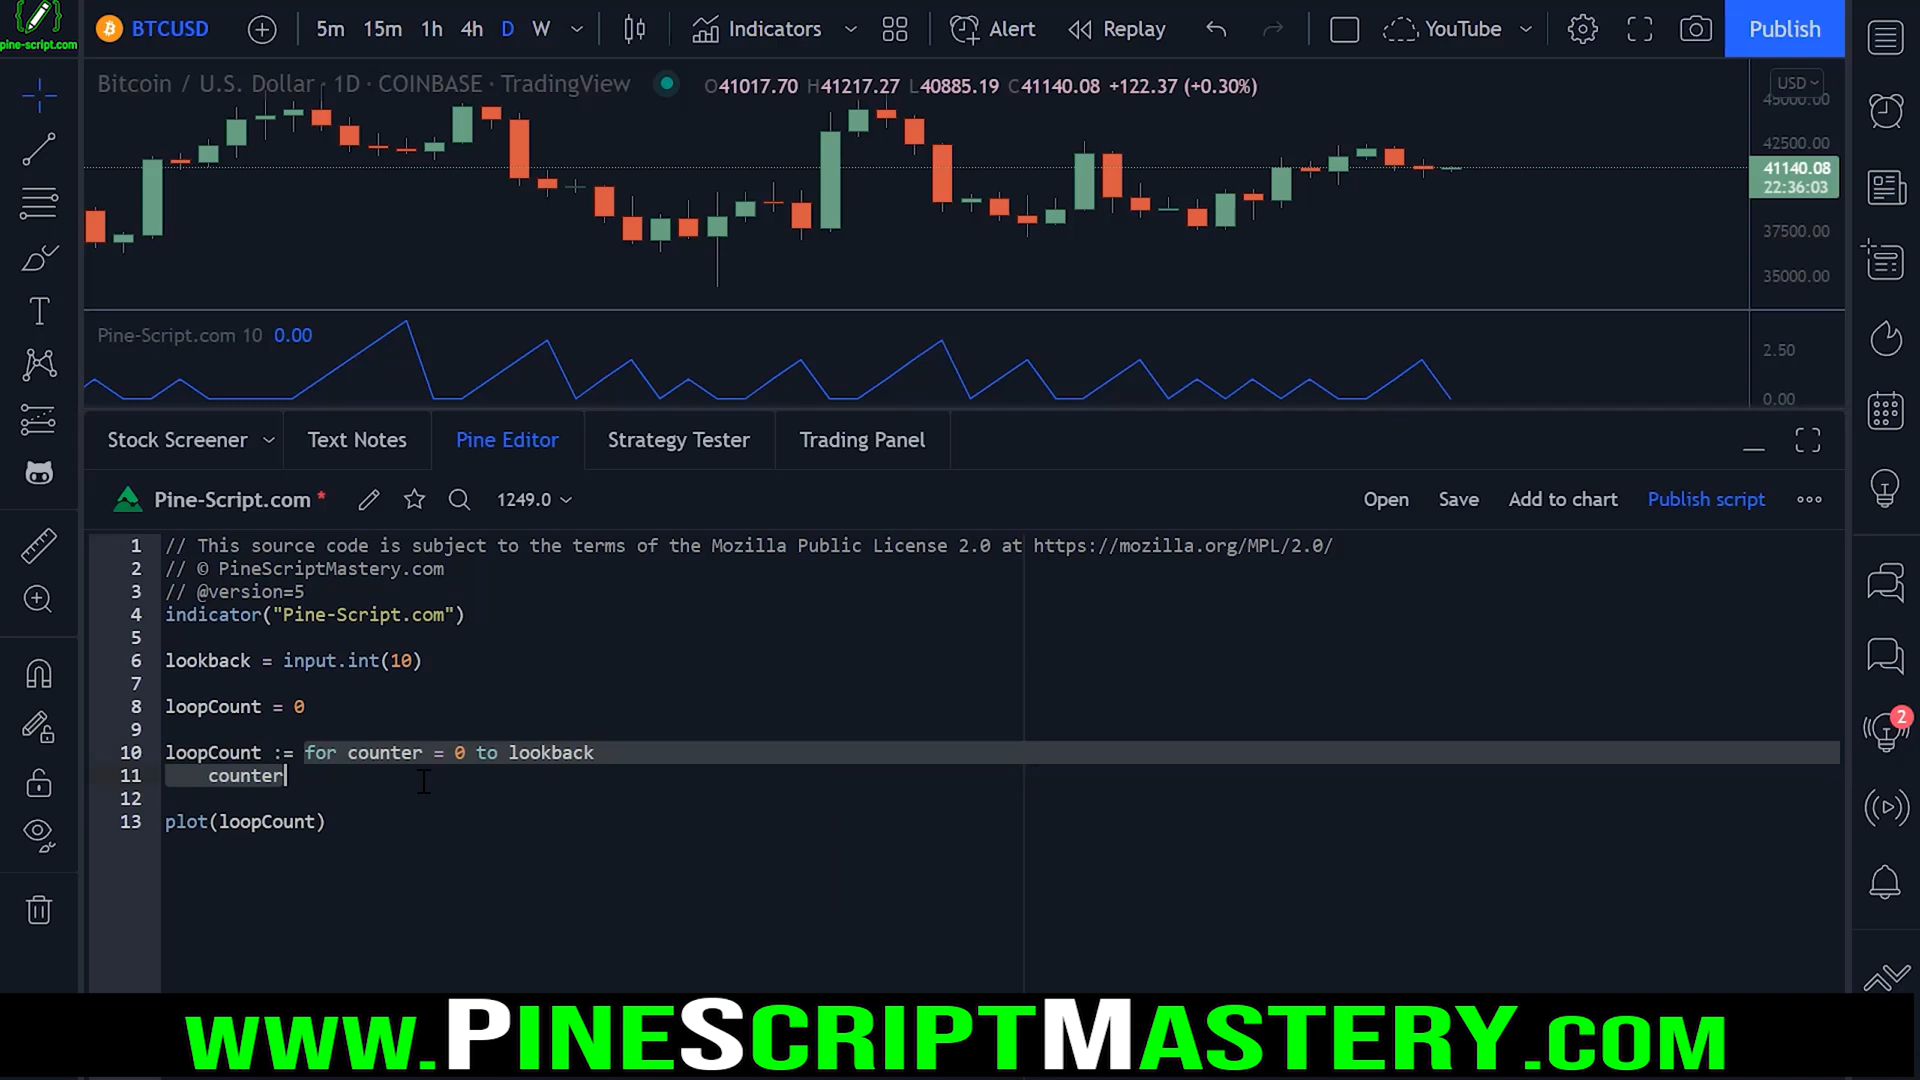 pine-script.com
BTCUSD 5m 15m 1h 4h D W Indicators Alert Replay YouTube Publish
Bitcoin / U.S. Dollar · 1D · COINBASE · TradingView O41017.70 H41217.27 L40885.19 C41140.08 +122.37 (+0.30%)
USD
45000.00
42500.00
41140.08
22:36:03
37500.00
35000.00
Pine-Script.com 10 0.00
2.50
0.00
Stock Screener Text Notes Pine Editor Strategy Tester Trading Panel
Pine-Script.com * 1249.0 Open Save Add to chart Publish script
1 // This source code is subject to the terms of the Mozilla Public License 2.0 at https://mozilla.org/MPL/2.0/
2 // © PineScriptMastery.com
3 // @version=5
4 indicator("Pine-Script.com")
5
6 lookback = input.int(10)
7
8 loopCount = 0
9
10 loopCount := for counter = 0 to lookback
11 counter
12
13 plot(loopCount)
2
www.PineScriptMastery.com